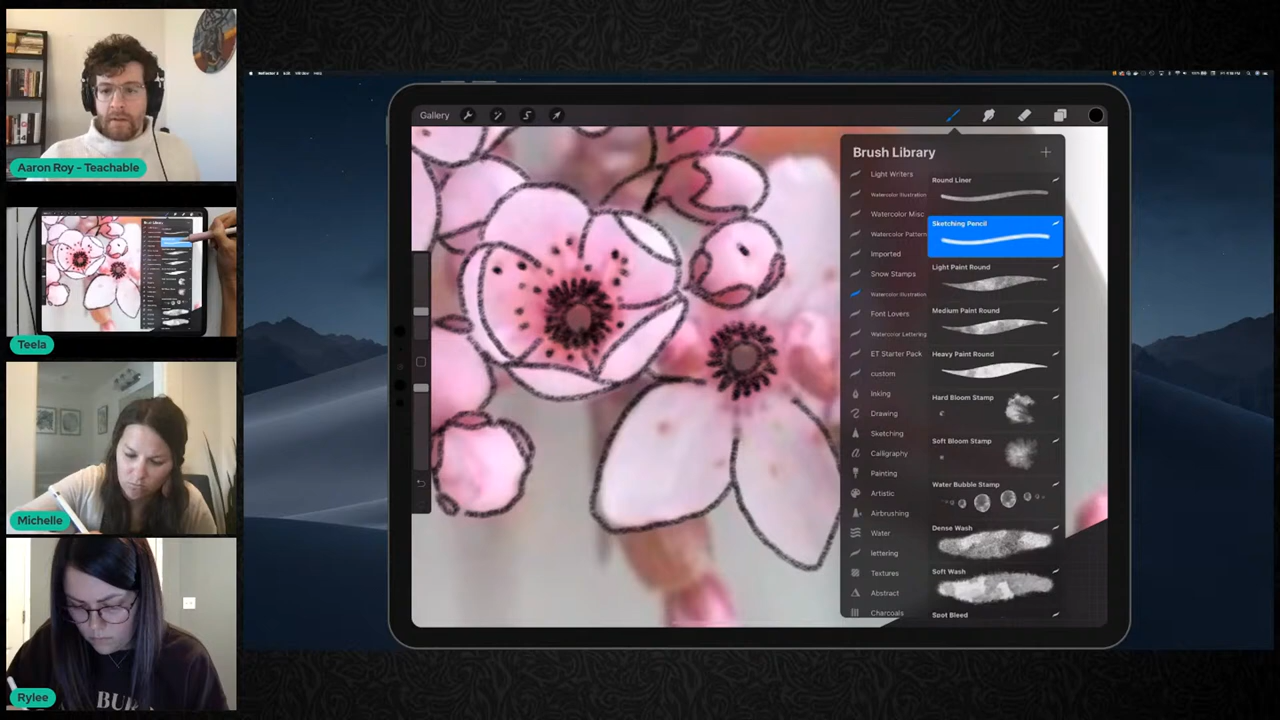 Aaron Roy - Teachable
Teela
Michelle
Rylee
Gallery
Brush Library
Light Writers
Watercolor Illustration
Watercolor Misc
Watercolor Pattern
Imported
Snow Stamps
Watercolor Illustration
Font Lovers
Watercolor Lettering
ET Starter Pack
custom
Inking
Drawing
Sketching
Calligraphy
Painting
Artistic
Airbrushing
Water
lettering
Textures
Abstract
Charcoals
Round Liner
Sketching Pencil
Light Paint Round
Medium Paint Round
Heavy Paint Round
Hard Bloom Stamp
Soft Bloom Stamp
Water Bubble Stamp
Dense Wash
Soft Wash
Spot Bleed